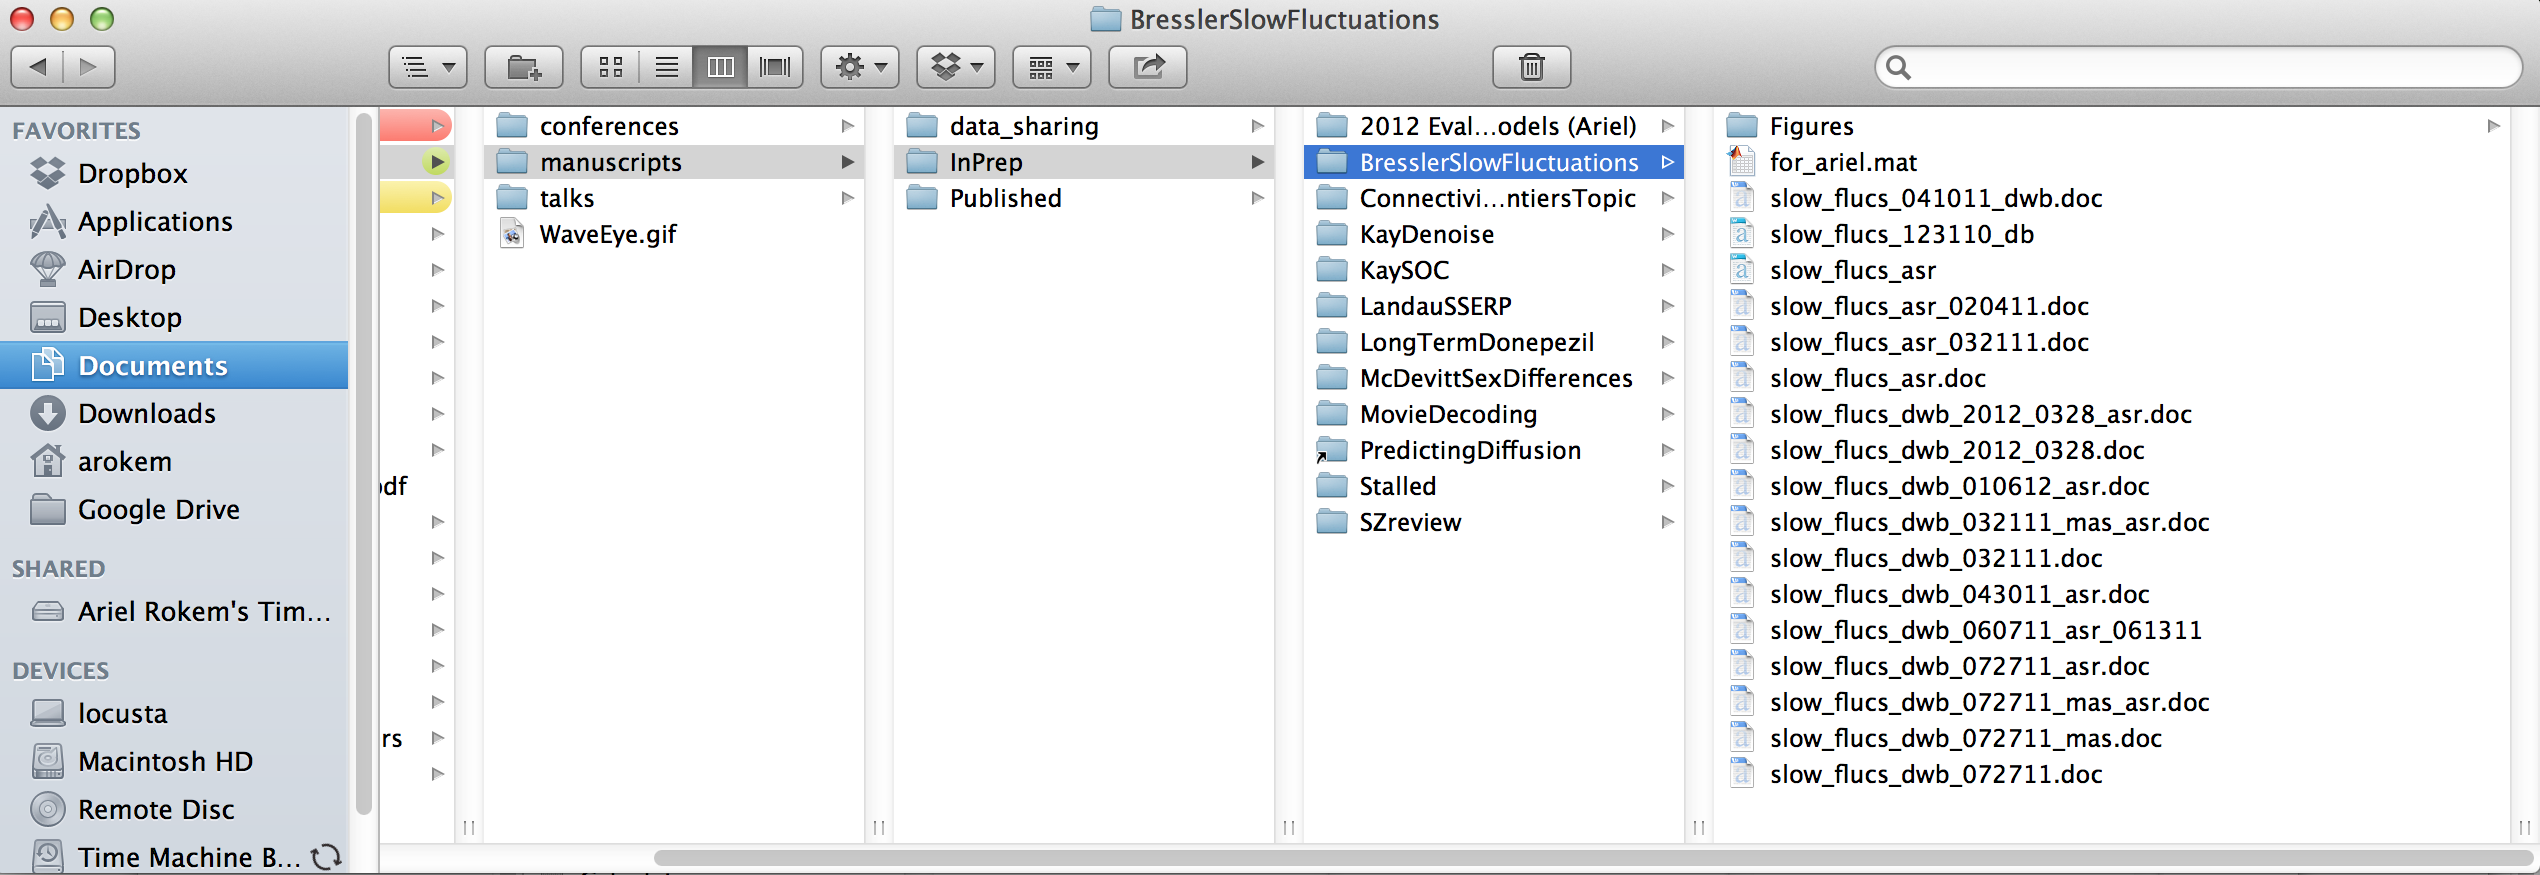 BresslerSlowFluctuations
FAVORITES
Dropbox
Applications
AirDrop
Desktop
Documents
Downloads
arokem
Google Drive
SHARED
Ariel Rokem's Tim...
DEVICES
locusta
Macintosh HD
Remote Disc
Time Machine B...
df
rs
conferences
manuscripts
talks
WaveEye.gif
data_sharing
InPrep
Published
2012 Eval...odels (Ariel)
BresslerSlowFluctuations
Connectivi...ntiersTopic
KayDenoise
KaySOC
LandauSSERP
LongTermDonepezil
McDevittSexDifferences
MovieDecoding
PredictingDiffusion
Stalled
SZreview
Figures
for_ariel.mat
slow_flucs_041011_dwb.doc
slow_flucs_123110_db
slow_flucs_asr
slow_flucs_asr_020411.doc
slow_flucs_asr_032111.doc
slow_flucs_asr.doc
slow_flucs_dwb_2012_0328_asr.doc
slow_flucs_dwb_2012_0328.doc
slow_flucs_dwb_010612_asr.doc
slow_flucs_dwb_032111_mas_asr.doc
slow_flucs_dwb_032111.doc
slow_flucs_dwb_043011_asr.doc
slow_flucs_dwb_060711_asr_061311
slow_flucs_dwb_072711_asr.doc
slow_flucs_dwb_072711_mas_asr.doc
slow_flucs_dwb_072711_mas.doc
slow_flucs_dwb_072711.doc